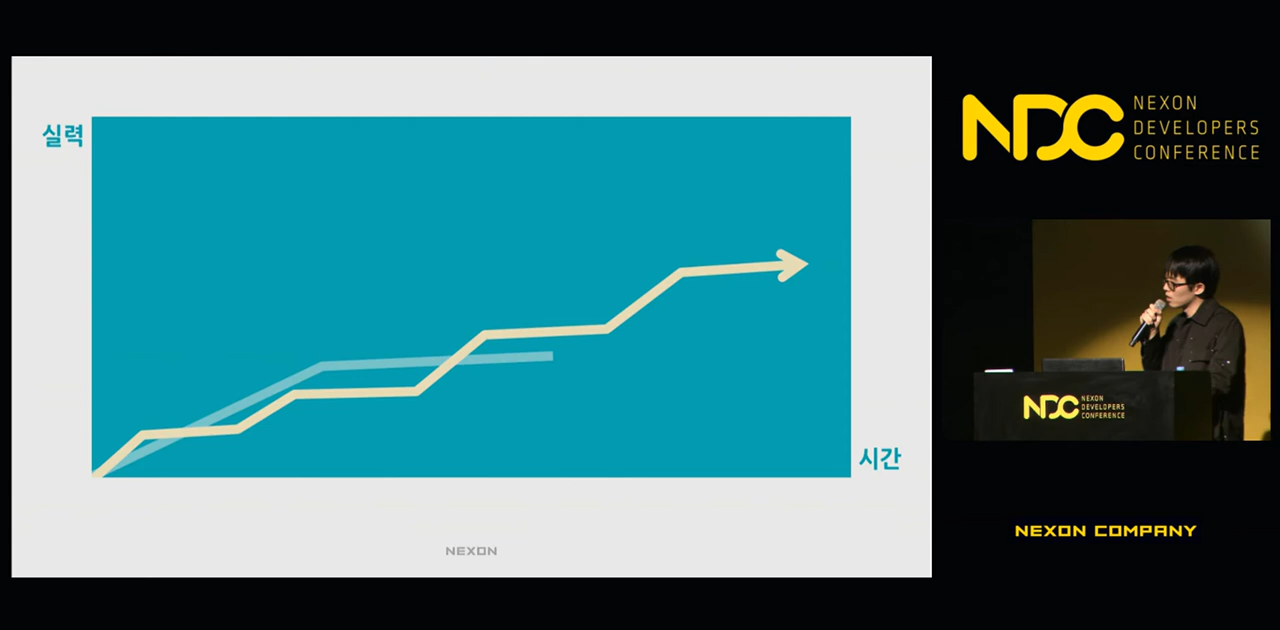 실력
시간
NEXON
NDC NEXON
DEVELOPERS
CONFERENCE
NDC NEXON
DEVELOPERS
CONFERENCE
NEXON COMPANY